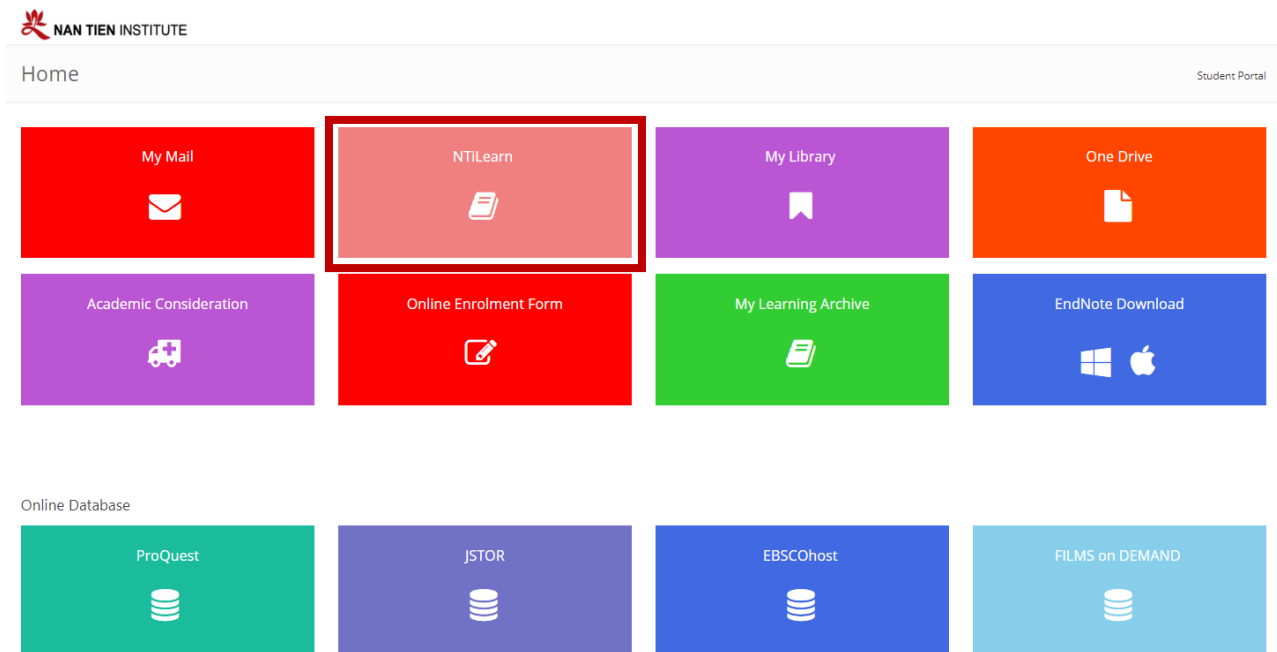 NAN TIEN INSTITUTE
Home
Student Portal
My Mail
NTiLearn
My Library
One Drive
Academic Consideration
Online Enrolment Form
My Learning Archive
EndNote Download
Online Database
ProQuest
JSTOR
EBSCOhost
FILMS on DEMAND